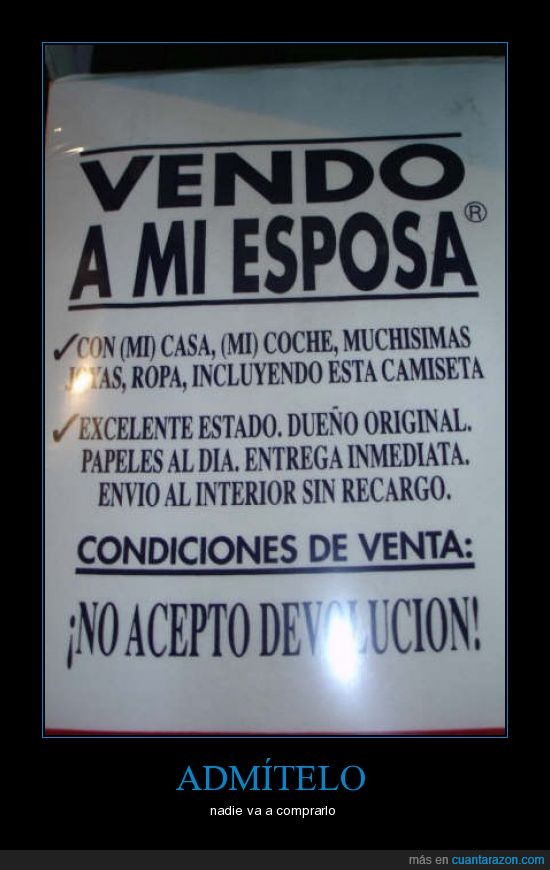 VENDO
A MI ESPOSA®
✓CON (MI) CASA, (MI) COCHE, MUCHISIMAS
JOYAS, ROPA, INCLUYENDO ESTA CAMISETA
✓EXCELENTE ESTADO. DUEÑO ORIGINAL.
PAPELES AL DIA. ENTREGA INMEDIATA.
ENVIO AL INTERIOR SIN RECARGO.
CONDICIONES DE VENTA:
¡NO ACEPTO DEVOLUCION!
ADMÍTELO
nadie va a comprarlo
más en cuantarazon.com